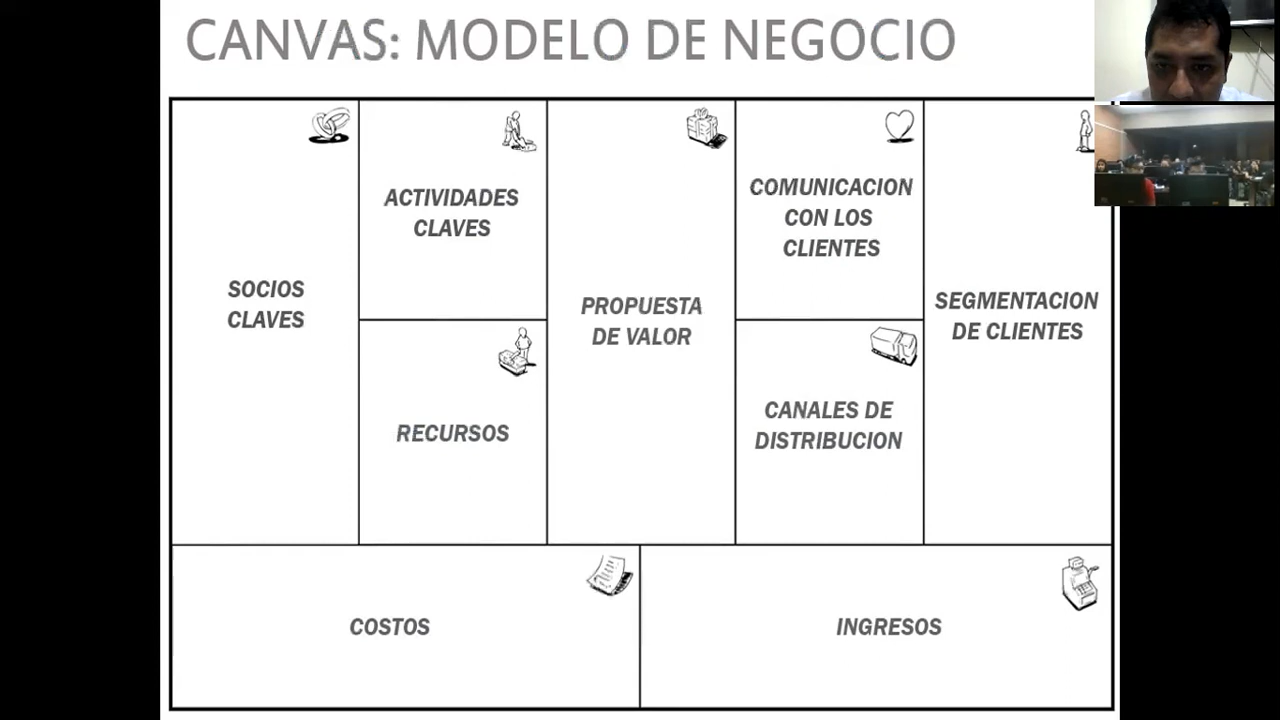 CANVAS: MODELO DE NEGOCIO
SOCIOS
CLAVES
ACTIVIDADES
CLAVES
RECURSOS
PROPUESTA
DE VALOR
COMUNICACION
CON LOS
CLIENTES
CANALES DE
DISTRIBUCION
SEGMENTACION
DE CLIENTES
COSTOS
INGRESOS